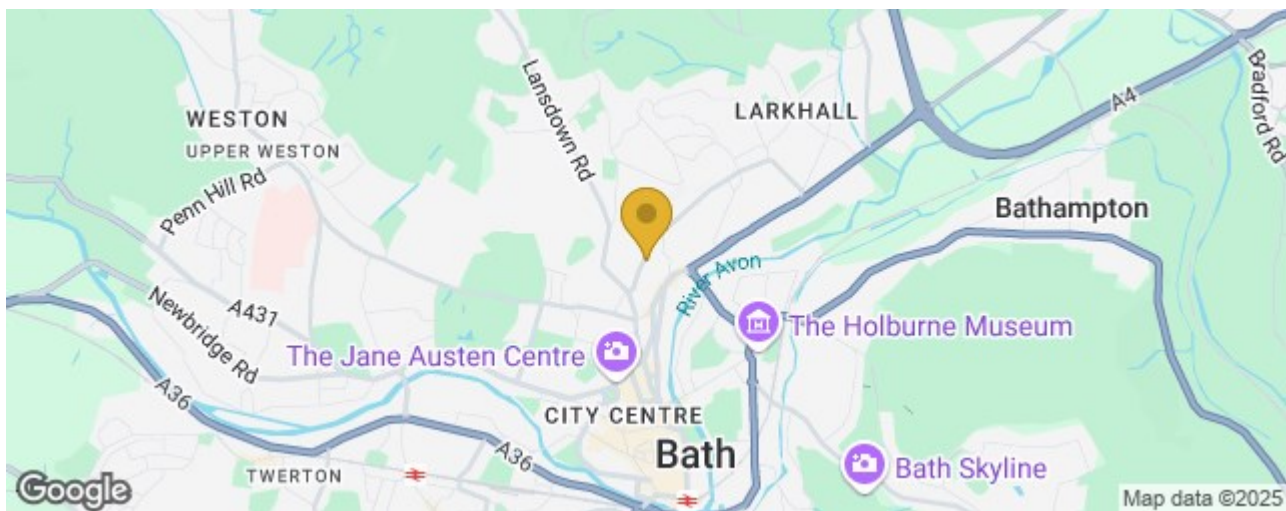 Lansdown Rd
LARKHALL
WESTON
UPPER WESTON
A4
Bradford Rd
Penn Hill Rd
Bathampton
River Avon
A431
Newbridge Rd
The Holburne Museum
The Jane Austen Centre
A36
CITY CENTRE
A36
Bath
TWERTON
Bath Skyline
Google
Map data ©2025